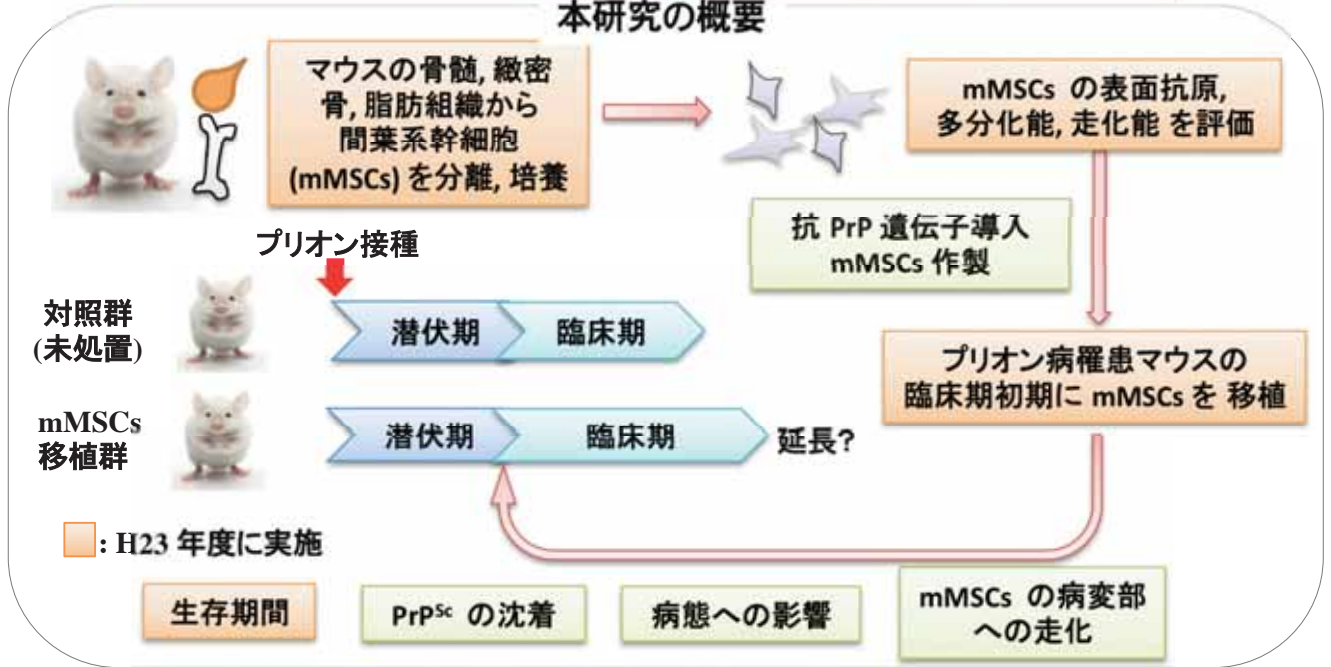 本研究の概要
マウスの骨髄, 緻密
骨, 脂肪組織から
間葉系幹細胞
(mMSCs) を分離, 培養
mMSCs の表面抗原,
多分化能, 走化能 を評価
抗 PrP 遺伝子導入
mMSCs 作製
プリオン接種
対照群
(未処置)
潜伏期
臨床期
プリオン病罹患マウスの
臨床期初期に mMSCs を 移植
mMSCs
移植群
潜伏期
臨床期
延長?
: H23 年度に実施
生存期間
PrPSc の沈着
病態への影響
mMSCs の病変部
への走化